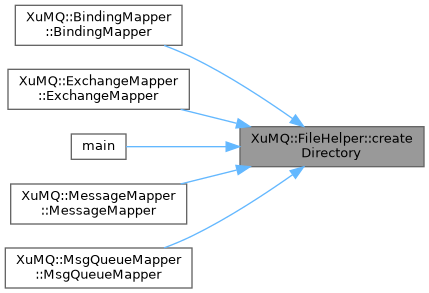 XuMQ::BindingMapper
::BindingMapper
XuMQ::ExchangeMapper
::ExchangeMapper
main
XuMQ::FileHelper::create
Directory
XuMQ::MessageMapper
::MessageMapper
XuMQ::MsgQueueMapper
::MsgQueueMapper